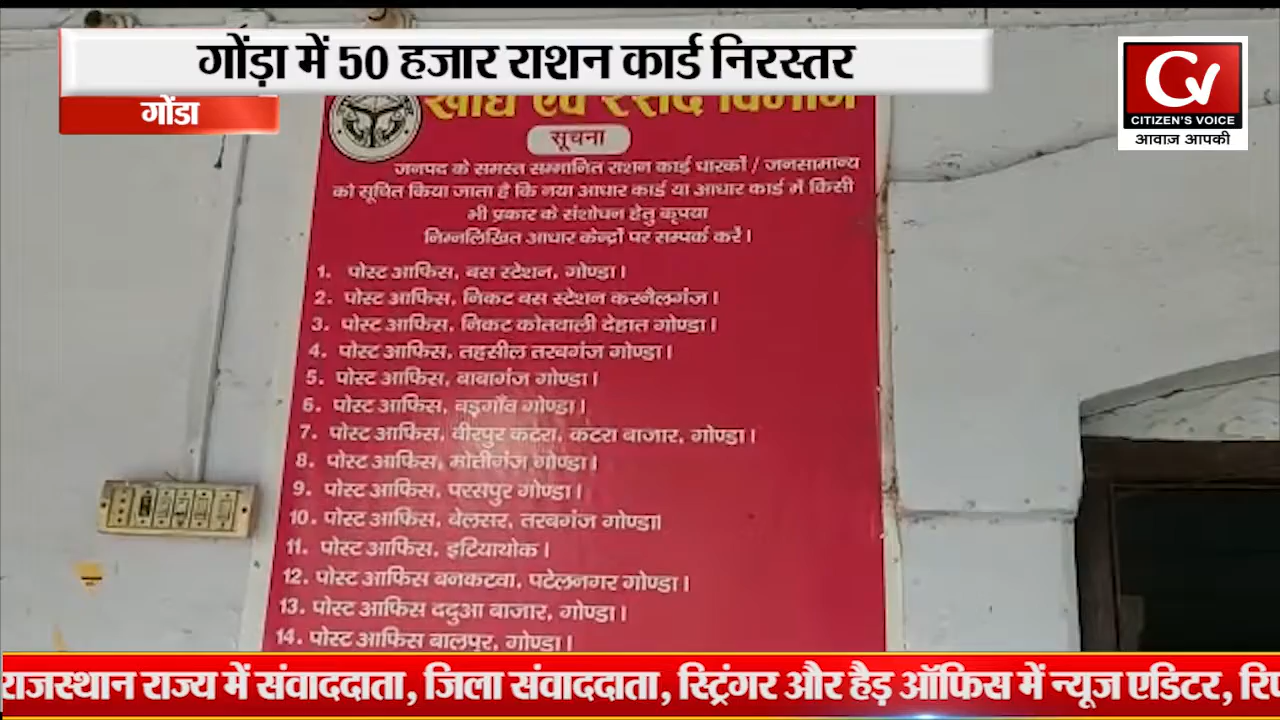 गोंड़ा में 50 हजार राशन कार्ड निरस्तर
गोंडा
CV
CITIZEN'S VOICE
आवाज़ आपकी
खाद्य एवं रसद विभाग
सूचना
जनपद के समस्त सम्मानित राशन कार्ड धारकों / जनसामान्य
को सूचित किया जाता है कि नया आधार कार्ड या आधार कार्ड में किसी
भी प्रकार के संशोधन हेतु कृपया
निम्नलिखित आधार केन्द्रों पर सम्पर्क करें।
1. पोस्ट आफिस, बस स्टेशन, गोण्डा।
2. पोस्ट आफिस, निकट बस स्टेशन करनैलगंज।
3. पोस्ट आफिस, निकट कोतवाली देहात गोण्डा।
4. पोस्ट आफिस, तहसील तरबगंज गोण्डा।
5. पोस्ट आफिस, बाबागंज गोण्डा।
6. पोस्ट आफिस, बड़गाँव गोण्डा।
7. पोस्ट आफिस, वीरपुर कटरा, कटरा बाजार, गोण्डा।
8. पोस्ट आफिस, मोतीगंज गोण्डा।
9. पोस्ट आफिस, परसपुर गोण्डा।
10. पोस्ट आफिस, बेलसर, तरबगंज गोण्डा।
11. पोस्ट आफिस, इटियाथोक।
12. पोस्ट आफिस बनकटवा, पटेलनगर गोण्डा।
13. पोस्ट आफिस ददुआ बाजार, गोण्डा।
14. पोस्ट आफिस बालपुर, गोण्डा।
राजस्थान राज्य में संवाददाता, जिला संवाददाता, स्ट्रिंगर और हैड़ ऑफिस में न्यूज एडिटर,